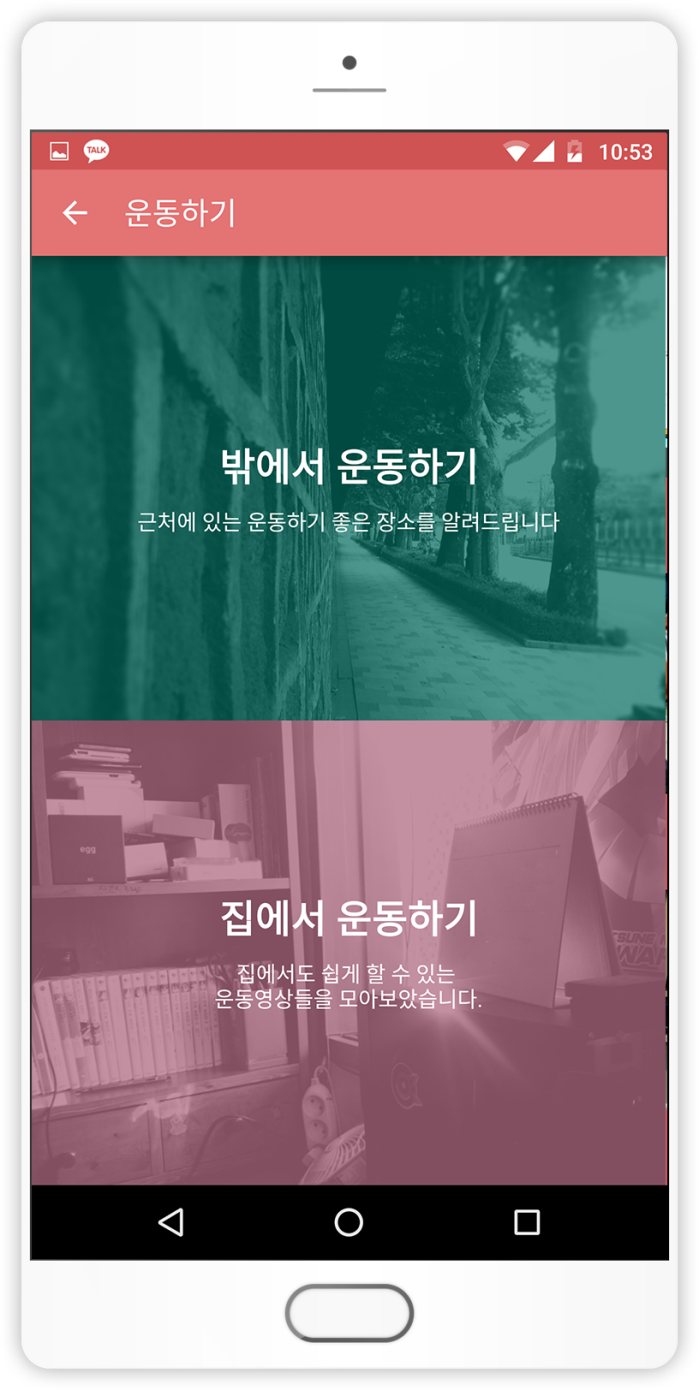 TALK
10:53
운동하기
밖에서 운동하기
근처에 있는 운동하기 좋은 장소를 알려드립니다
egg
집에서 운동하기
집에서도 쉽게 할 수 있는
운동영상들을 모아보았습니다.